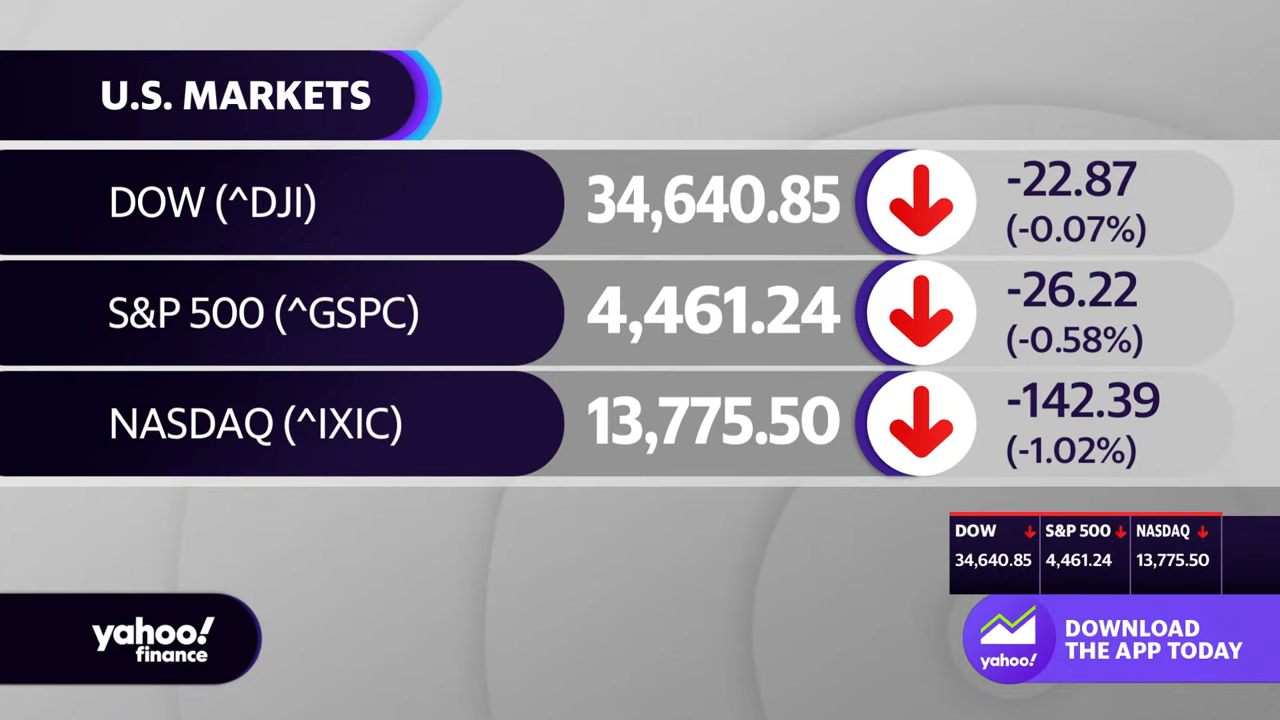 U.S. MARKETS
DOW (^DJI)
34,640.85
-22.87
(-0.07%)
S&P 500 (^GSPC)
4,461.24
-26.22
(-0.58%)
NASDAQ (^IXIC)
13,775.50
-142.39
(-1.02%)
DOW S&P 500 NASDAQ
34,640.85 4,461.24 13,775.50
yahoo!
finance
yahoo!
DOWNLOAD
THE APP TODAY